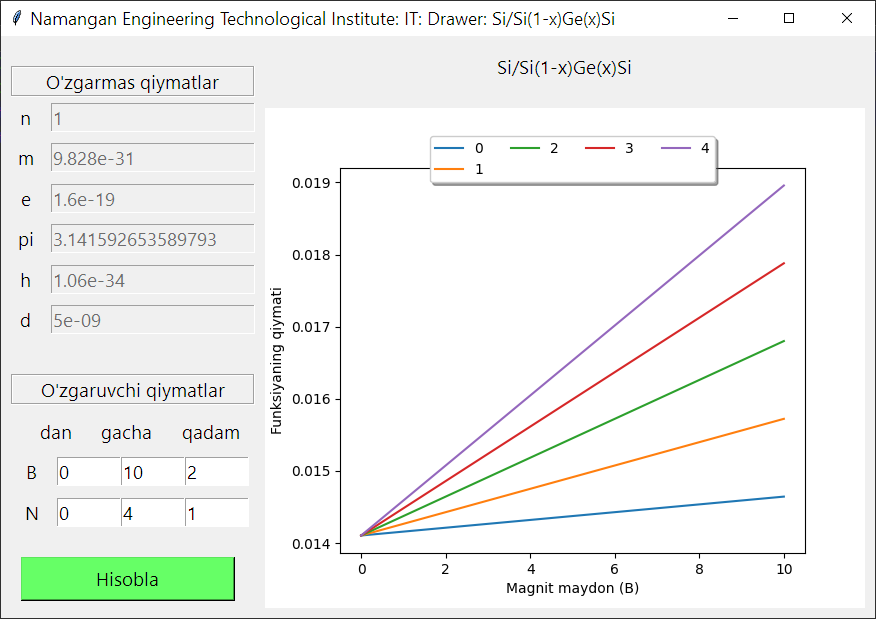 Namangan Engineering Technological Institute: IT: Drawer: Si/Si(1-x)Ge(x)Si
O'zgarmas qiymatlar
n 1
m 9.828e-31
e 1.6e-19
pi 3.141592653589793
h 1.06e-34
d 5e-09
O'zgaruvchi qiymatlar
dan gacha qadam
B 0 10 2
N 0 4 1
Hisobla
Si/Si(1-x)Ge(x)Si
0 2 3 4
1
0.019
0.018
0.017
0.016
0.015
0.014
Funksiyaning qiymati
0 2 4 6 8 10
Magnit maydon (B)